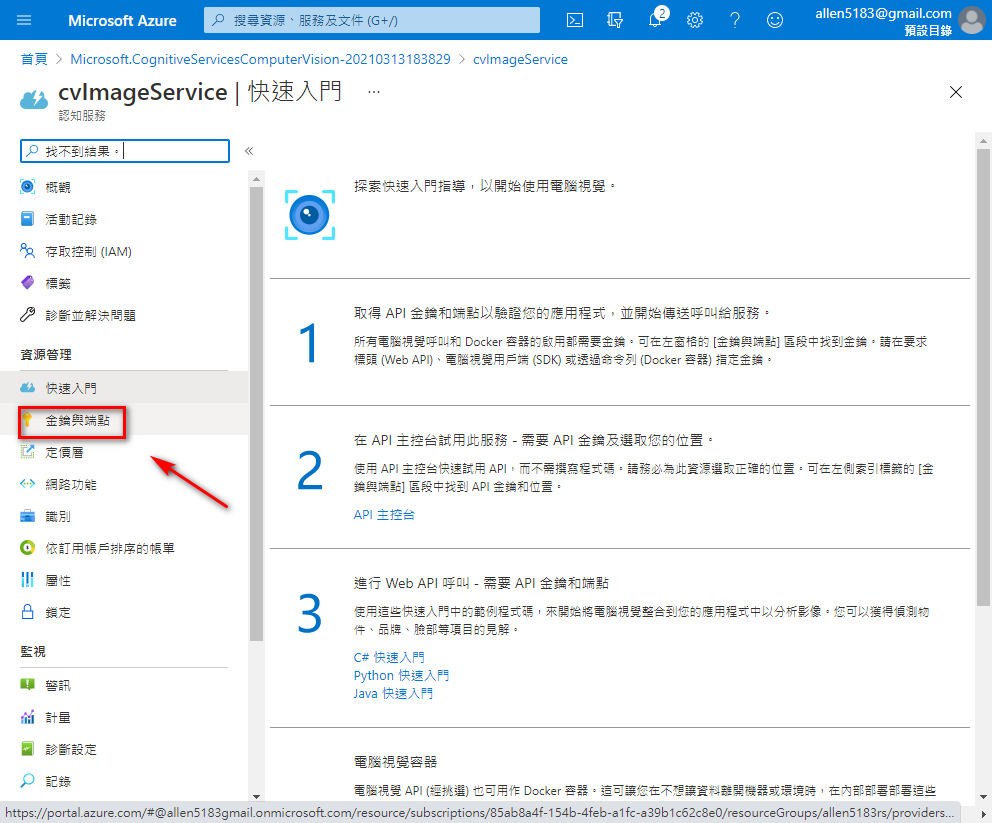 Microsoft Azure
搜尋資源、服務及文件 (G+/)
2
allen5183@gmail.com
預設目錄
首頁 > Microsoft.CognitiveServicesComputerVision-20210313183829 > cvImageService
cvImageService | 快速入門 ...
認知服務
找不到結果。
«
概觀
活動記錄
存取控制 (IAM)
標籤
診斷並解決問題
資源管理
快速入門
金鑰與端點
定價層
網路功能
識別
依訂用帳戶排序的帳單
屬性
鎖定
監視
警訊
計量
診斷設定
記錄
探索快速入門指導，以開始使用電腦視覺。
1
取得 API 金鑰和端點以驗證您的應用程式，並開始傳送呼叫給服務。
所有電腦視覺呼叫和 Docker 容器的啟用都需要金鑰。可在左窗格的 [金鑰與端點] 區段中找到金鑰。請在要求
標頭 (Web API)、電腦視覺用戶端 (SDK) 或透過命令列 (Docker 容器) 指定金鑰。
2
在 API 主控台試用此服務 - 需要 API 金鑰及選取您的位置。
使用 API 主控台快速試用 API，而不需撰寫程式碼。請務必為此資源選取正確的位置。可在左側索引標籤的 [金
鑰與端點] 區段中找到 API 金鑰和位置。
API 主控台
3
進行 Web API 呼叫 - 需要 API 金鑰和端點
使用這些快速入門中的範例程式碼，來開始將電腦視覺整合到您的應用程式中以分析影像。您可以獲得偵測物
件、品牌、臉部等項目的見解。
C# 快速入門
Python 快速入門
Java 快速入門
電腦視覺容器
電腦視覺 API (經挑選) 也可用作 Docker 容器。這可讓您在不想讓資料離開機器或環境時，在內部部署部署這些
https://portal.azure.com/#@allen5183gmail.onmicrosoft.com/resource/subscriptions/85ab8a4f-154b-4feb-a1fc-a39b1c62c8e0/resourceGroups/allen5183rs/providers...